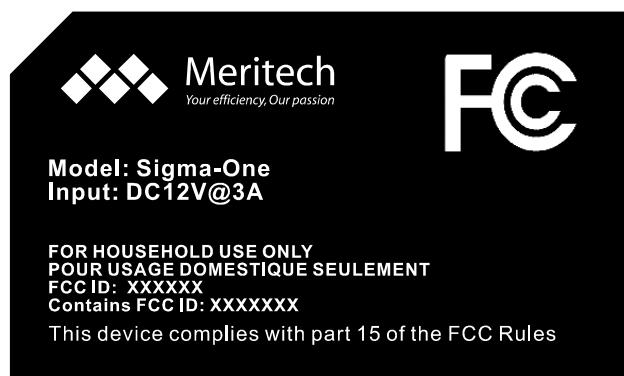 Meritech
Your efficiency, Our passion
FC
Model: Sigma-One
Input: DC12V@3A
FOR HOUSEHOLD USE ONLY
POUR USAGE DOMESTIQUE SEULEMENT
FCC ID: XXXXXX
Contains FCC ID: XXXXXXX
This device complies with part 15 of the FCC Rules